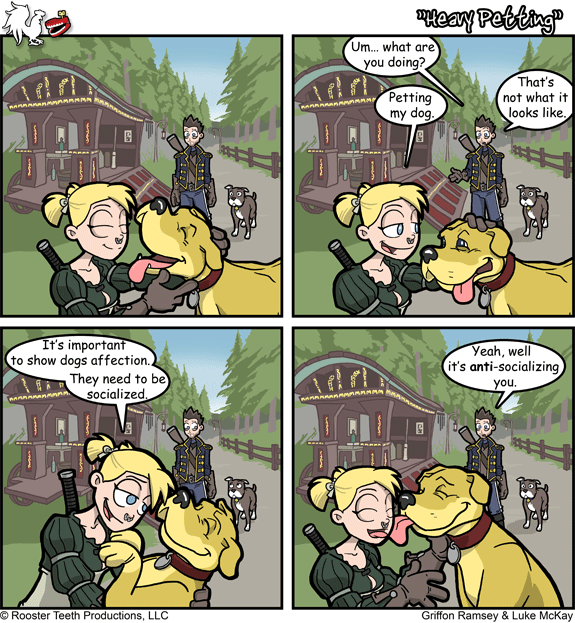 "Heavy Petting"
Um... what are
you doing?
Petting
my dog.
That's
not what it
looks like.
It's important
to show dogs affection.
They need to be
socialized.
Yeah, well
it's anti-socializing
you.
© Rooster Teeth Productions, LLC
Griffon Ramsey & Luke McKay